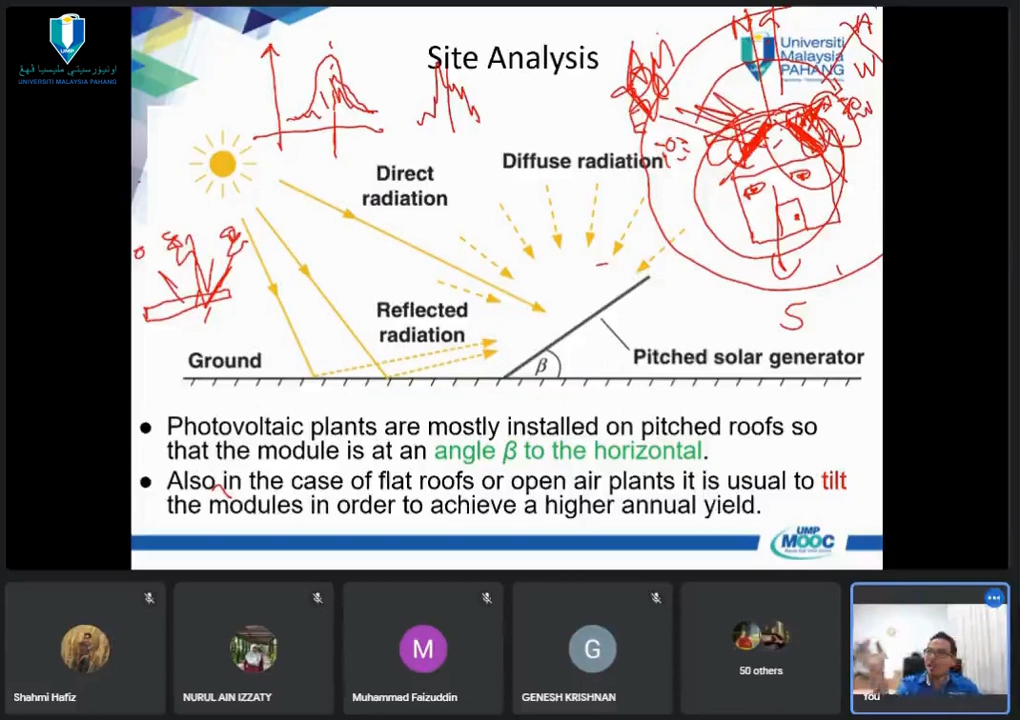 UMP
اونيۏرسيتي مليسيا ڤهڠ
UNIVERSITI MALAYSIA PAHANG
Site Analysis
Universiti
Malaysia
PAHANG
N
W
Direct
radiation
Diffuse radiation
Reflected
radiation
S
Ground
β
Pitched solar generator
● Photovoltaic plants are mostly installed on pitched roofs so
that the module is at an angle β to the horizontal.
● Also in the case of flat roofs or open air plants it is usual to tilt
the modules in order to achieve a higher annual yield.
UMP
MOOC
M
G
50 others
Shahmi Hafiz
NURUL AIN IZZATY
Muhammad Faizuddin
GENESH KRISHNAN
You